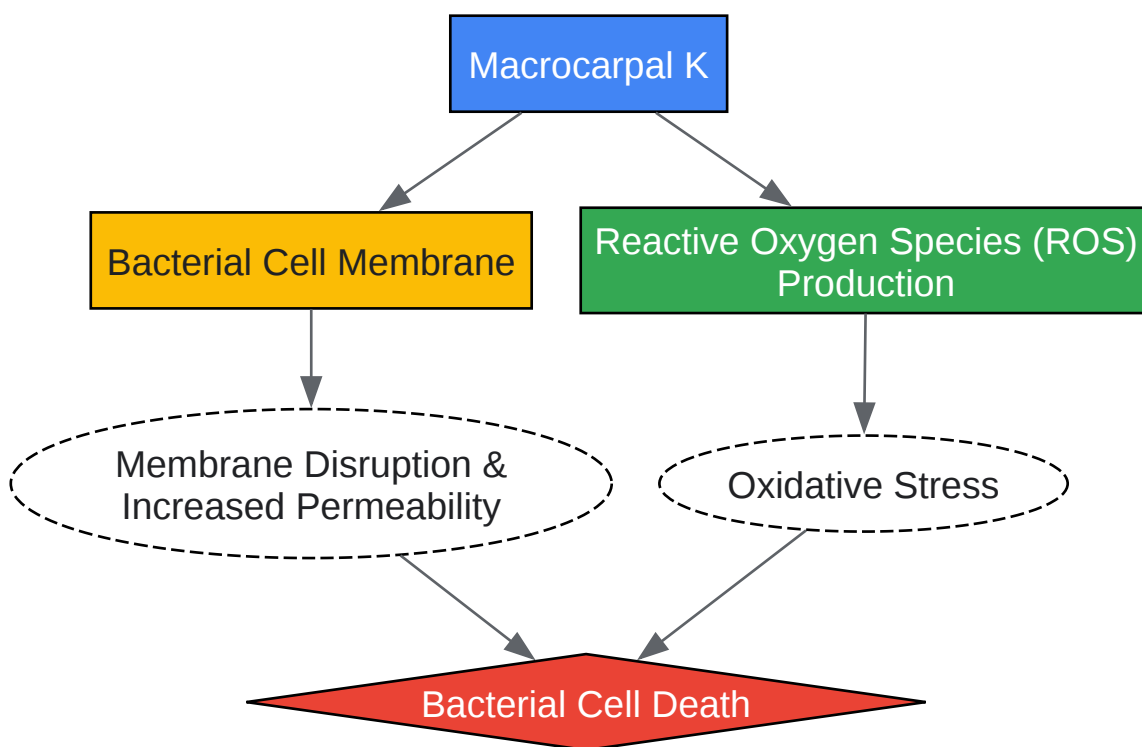 Macrocarpal K
Bacterial Cell Membrane
Reactive Oxygen Species (ROS)
Production
Membrane Disruption &
Increased Permeability
Oxidative Stress
Bacterial Cell Death